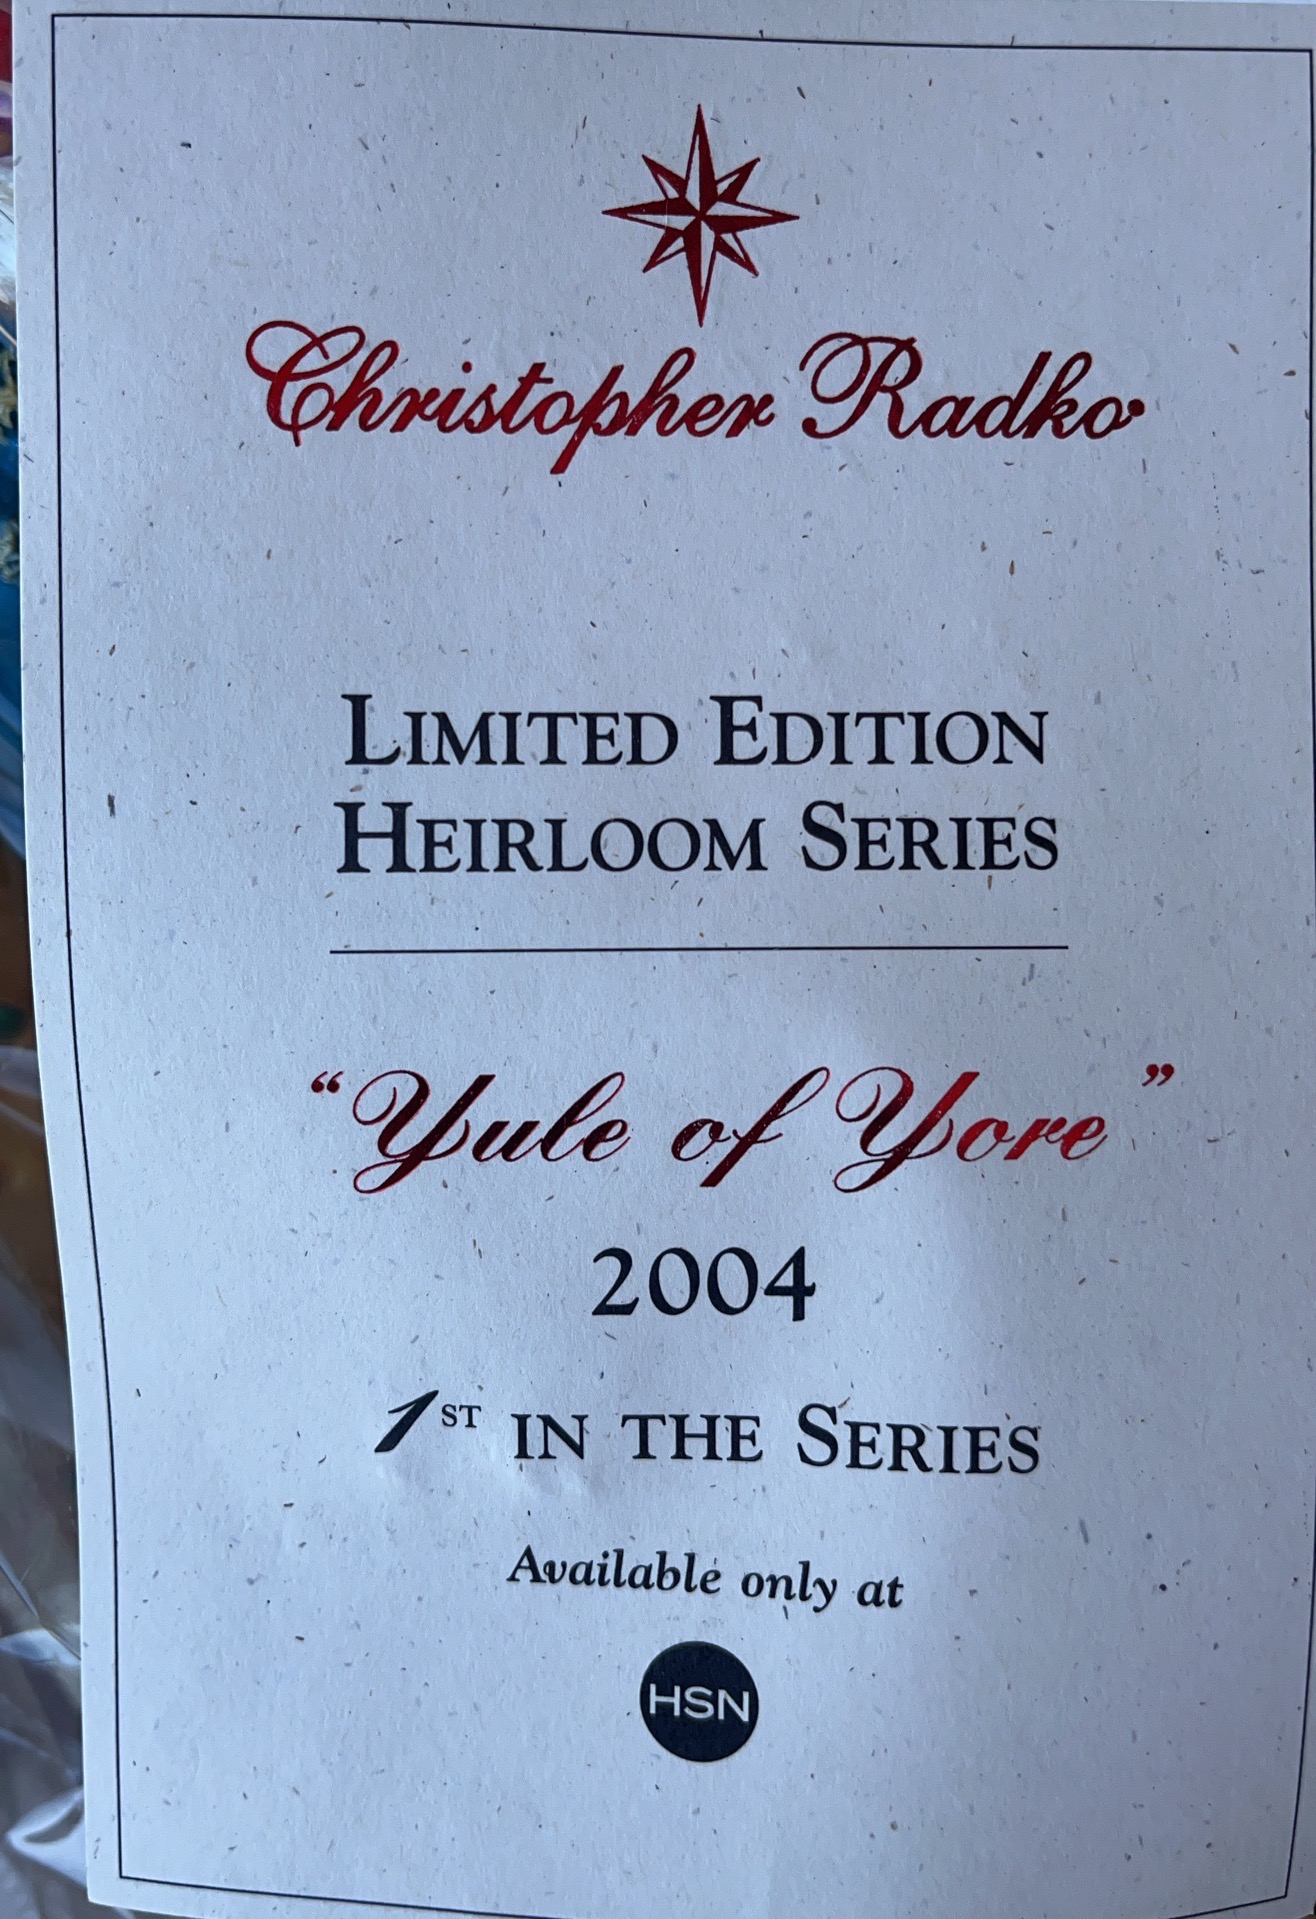 Christopher Radko
LIMITED EDITION
HEIRLOOM SERIES
“Yule of Yore”
2004
1ST IN THE SERIES
Available only at
HSN